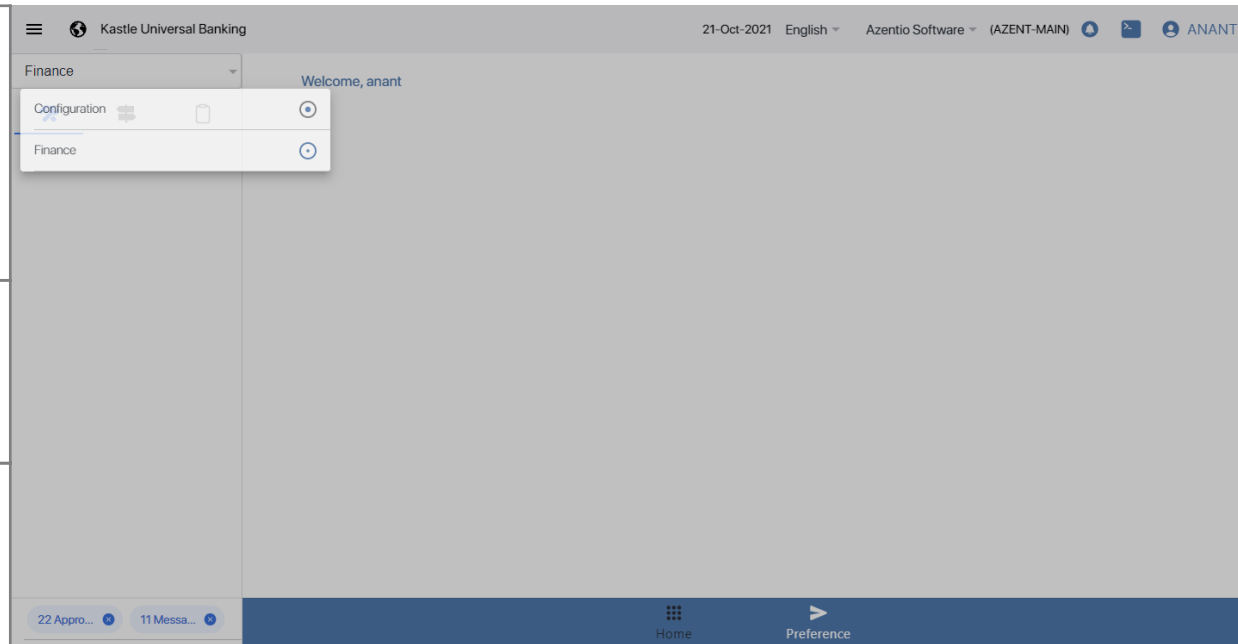 Kastle Universal Banking 21-Oct-2021 English Azentio Software (AZENT-MAIN) ANANT
Finance
Welcome, anant
Configuration
Finance
22 Appro... 11 Messa...
Home Preference